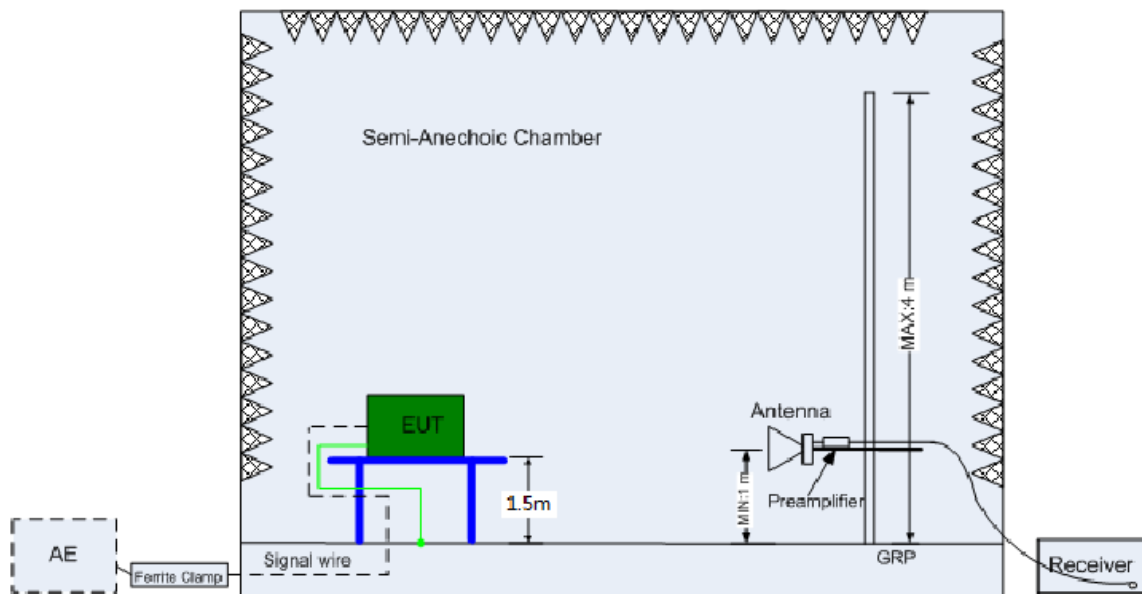 Semi-Anechoic Chamber
MAX:4 m
EUT
Antenna
1.5m
MIN:1 m
Preamplifier
AE
Signal wire
Ferrite Clamp
GRP
Receiver